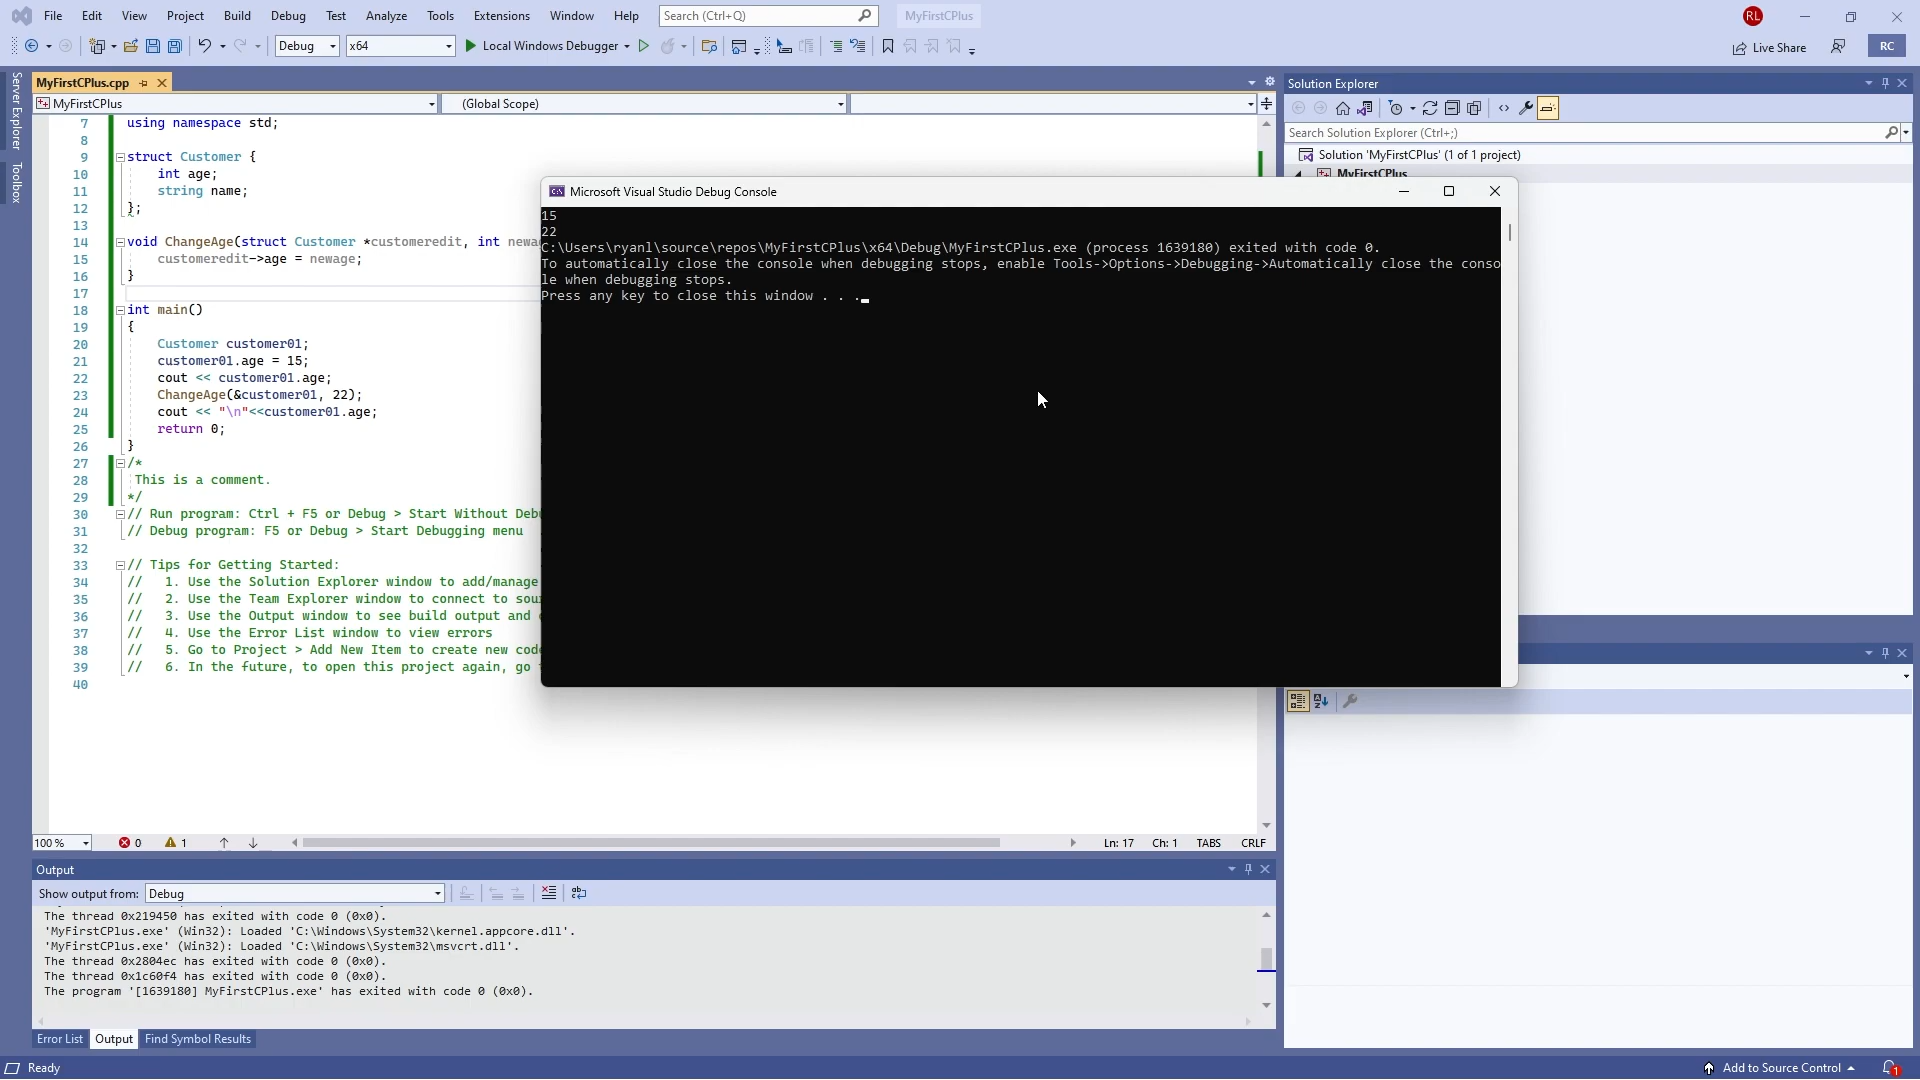 File Edit View Project Build Debug Test Analyze Tools Extensions Window Help Search (Ctrl+Q) MyFirstCPlus RL
Debug x64 Local Windows Debugger Live Share RC
Server Explorer
Toolbox
MyFirstCPlus.cpp
MyFirstCPlus (Global Scope)
7 using namespace std;
8
9 struct Customer {
10 int age;
11 string name;
12 };
13
14 void ChangeAge(struct Customer *customeredit, int newa
15 customeredit->age = newage;
16 }
17
18 int main()
19 {
20 Customer customer01;
21 customer01.age = 15;
22 cout << customer01.age;
23 ChangeAge(&customer01, 22);
24 cout << "\n"<<customer01.age;
25 return 0;
26 }
27 /*
28 This is a comment.
29 */
30 // Run program: Ctrl + F5 or Debug > Start Without Deb
31 // Debug program: F5 or Debug > Start Debugging menu
32
33 // Tips for Getting Started:
34 // 1. Use the Solution Explorer window to add/manage
35 // 2. Use the Team Explorer window to connect to sou
36 // 3. Use the Output window to see build output and
37 // 4. Use the Error List window to view errors
38 // 5. Go to Project > Add New Item to create new code
39 // 6. In the future, to open this project again, go
40
Microsoft Visual Studio Debug Console
15
22
C:\Users\ryanl\source\repos\MyFirstCPlus\x64\Debug\MyFirstCPlus.exe (process 1639180) exited with code 0.
To automatically close the console when debugging stops, enable Tools->Options->Debugging->Automatically close the conso
le when debugging stops.
Press any key to close this window . . .
Solution Explorer
Search Solution Explorer (Ctrl+;)
Solution 'MyFirstCPlus' (1 of 1 project)
MyFirstCPlus
100 % 0 1 Ln: 17 Ch: 1 TABS CRLF
Output
Show output from: Debug
The thread 0x219450 has exited with code 0 (0x0).
'MyFirstCPlus.exe' (Win32): Loaded 'C:\Windows\System32\kernel.appcore.dll'.
'MyFirstCPlus.exe' (Win32): Loaded 'C:\Windows\System32\msvcrt.dll'.
The thread 0x2804ec has exited with code 0 (0x0).
The thread 0x1c60f4 has exited with code 0 (0x0).
The program '[1639180] MyFirstCPlus.exe' has exited with code 0 (0x0).
Error List Output Find Symbol Results
Ready Add to Source Control 1